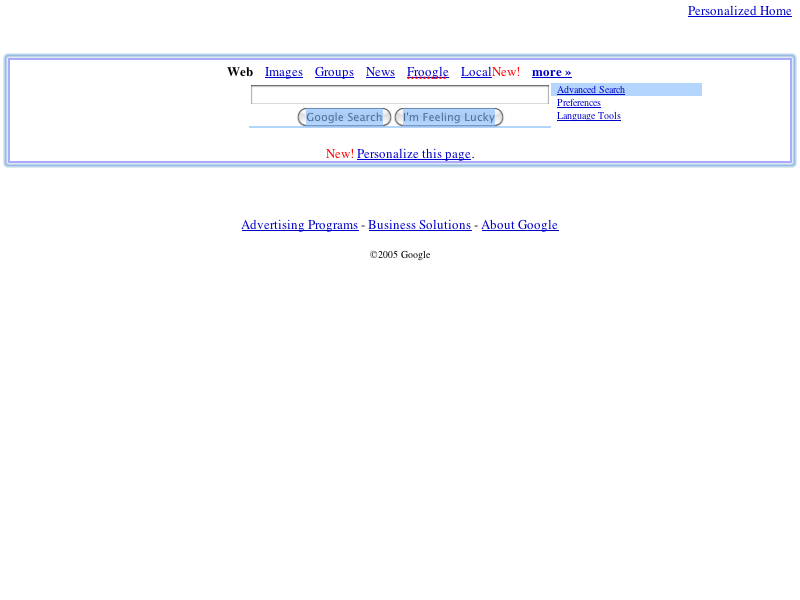 Personalized Home
Web Images Groups News Froogle LocalNew! more »
Advanced Search
Preferences
Language Tools
Google Search I'm Feeling Lucky
New! Personalize this page.
Advertising Programs - Business Solutions - About Google
©2005 Google